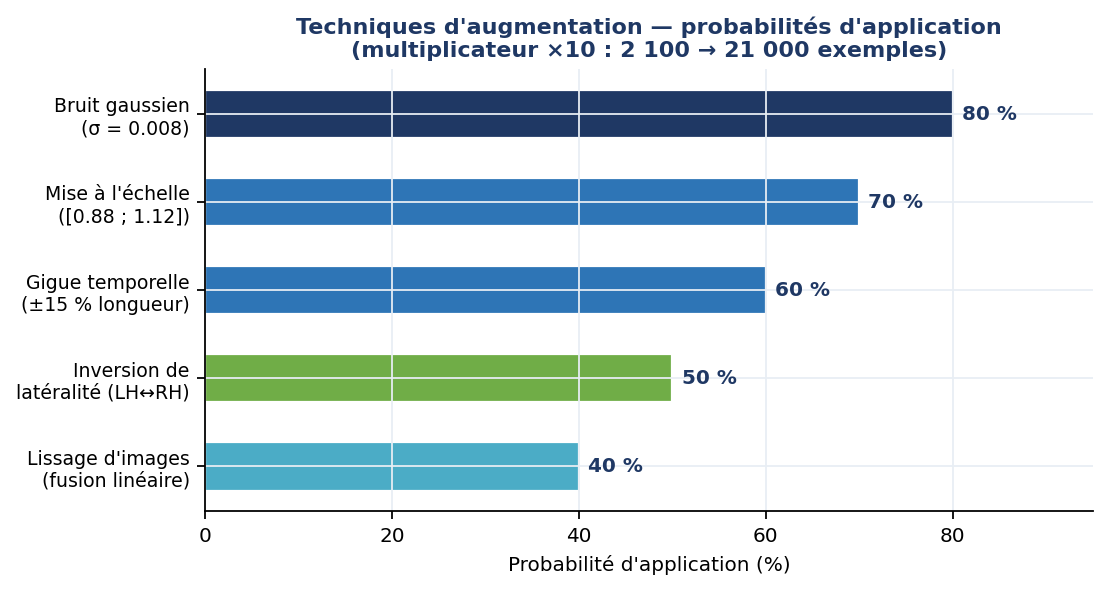 Techniques d'augmentation — probabilités d'application
(multiplicateur ×10 : 2 100 → 21 000 exemples)
Bruit gaussien
(σ = 0.008)
80 %
Mise à l'échelle
([0.88 ; 1.12])
70 %
Gigue temporelle
(±15 % longueur)
60 %
Inversion de
latéralité (LH↔RH)
50 %
Lissage d'images
(fusion linéaire)
40 %
0 20 40 60 80
Probabilité d'application (%)